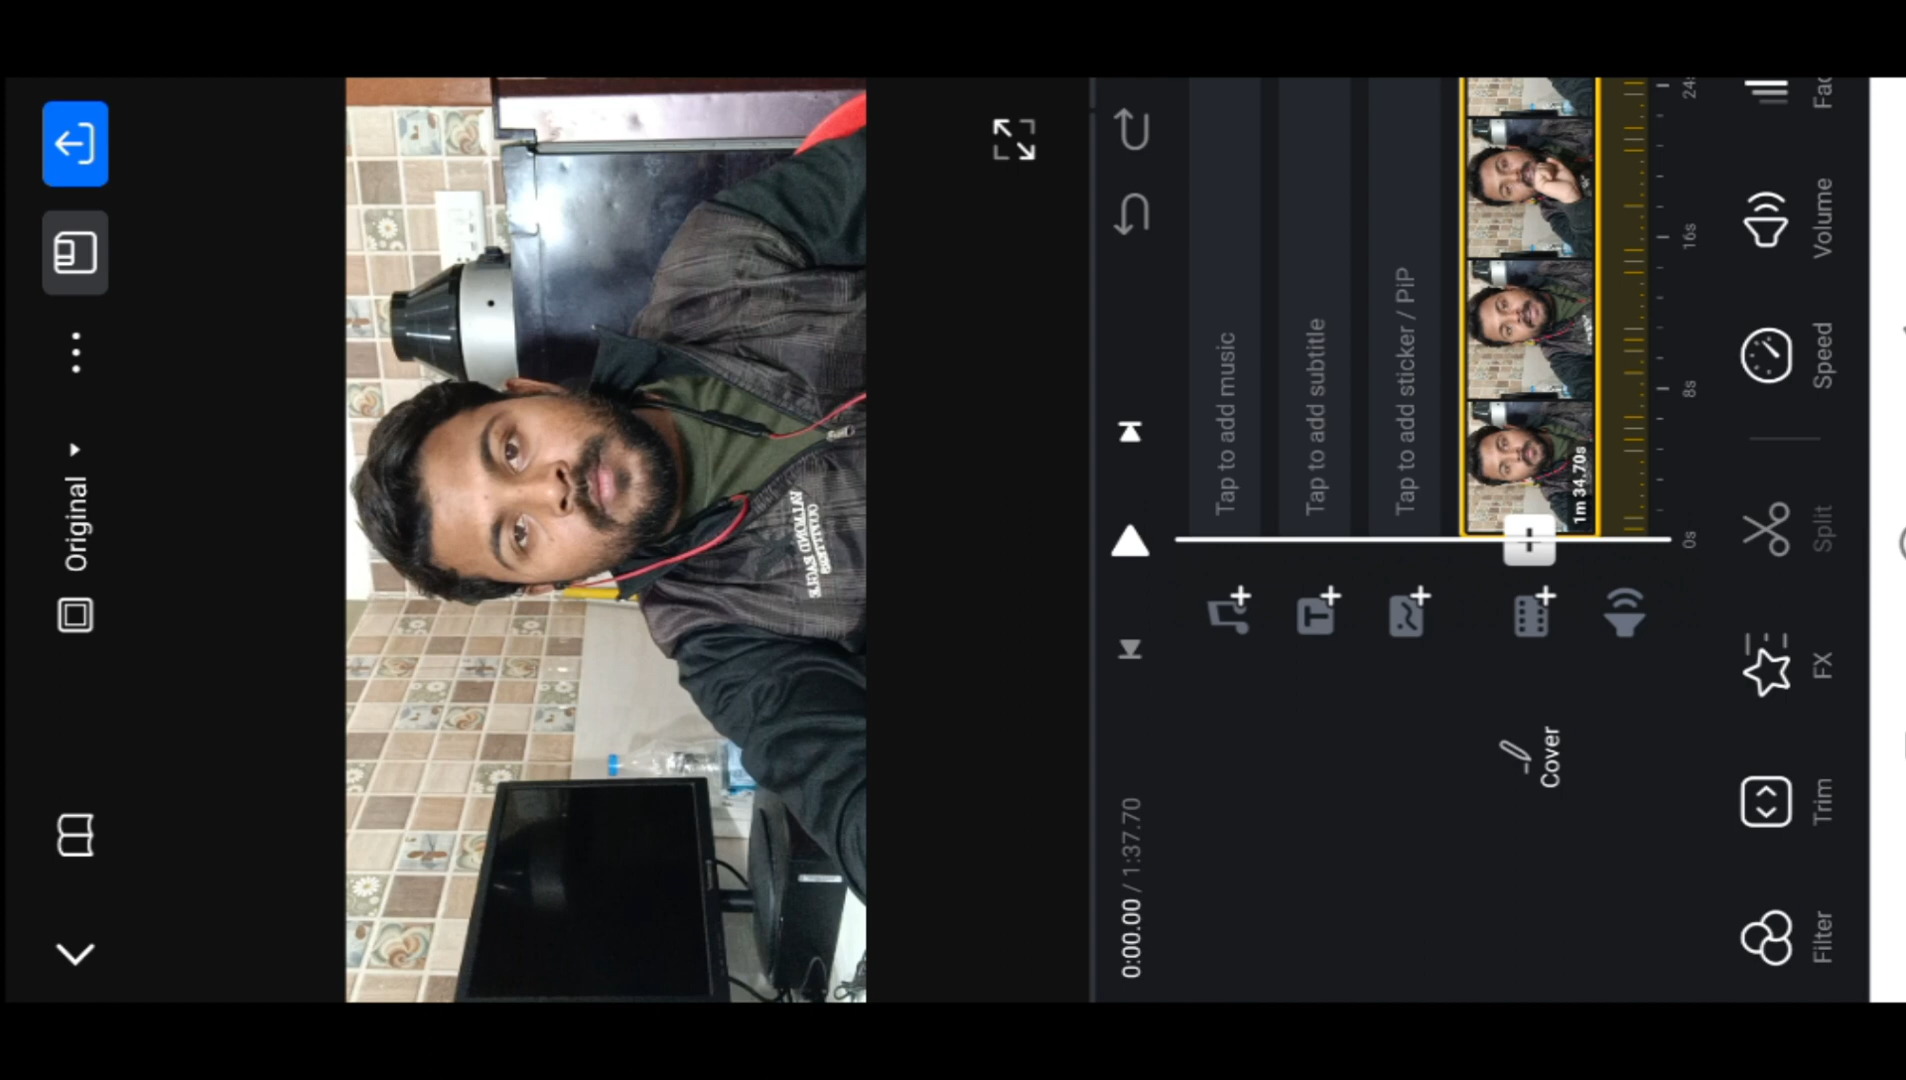 Original
0:00.00 / 1:37.70
Tap to add music
Tap to add subtitle
T
Tap to add sticker / PiP
Cover
1m 34.70s
0s
8s
16s
24s
Filter
Trim
FX
Split
Speed
Volume